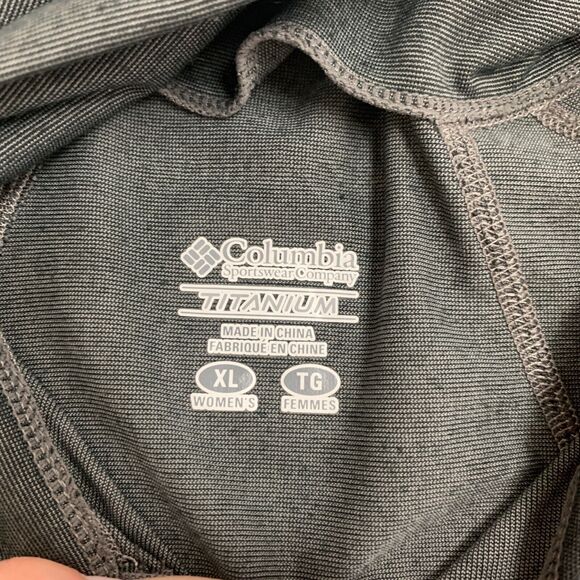 Columbia
Sportswear Company
TITANIUM
MADE IN CHINA
FABRIQUÉ EN CHINE
XL TG
WOMEN'S FEMMES